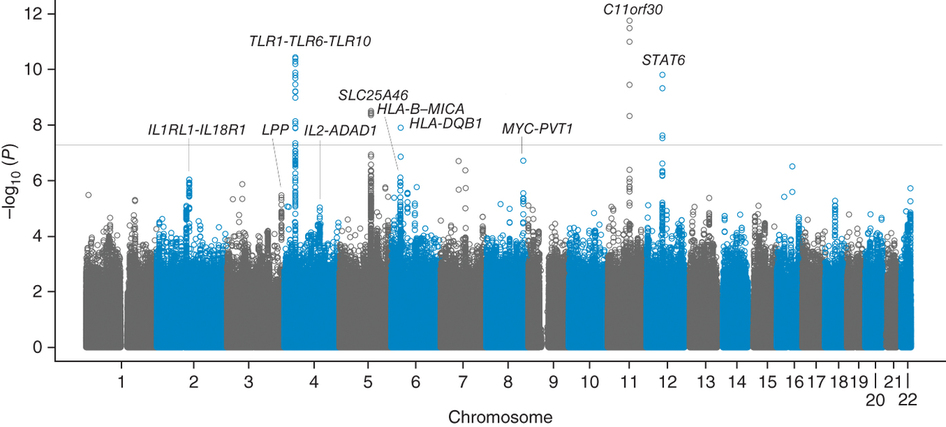 C11orf30
TLR1-TLR6-TLR10
STAT6
SLC25A46
HLA-B–MICA
IL1RL1-IL18R1 LPP IL2-ADAD1 HLA-DQB1 MYC-PVT1
12
10
8
6
4
2
0
–log10 (P)
1 2 3 4 5 6 7 8 9 10 11 12 13 14 15 16 17 18 19 20 21 22
Chromosome